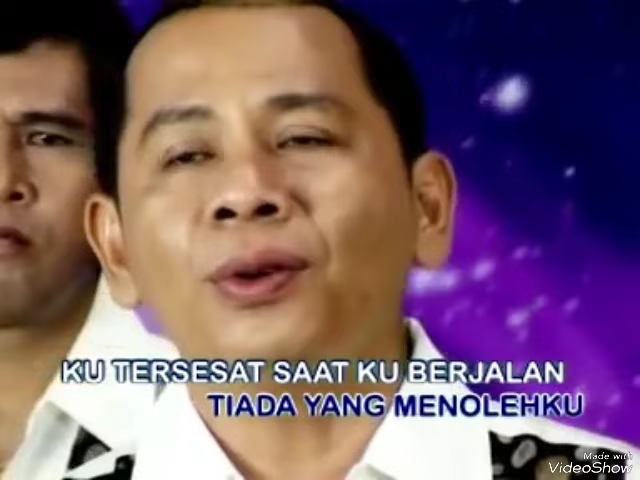 KU TERSESAT SAAT KU BERJALAN
TIADA YANG MENOLEHKU
Made with
VideoShow